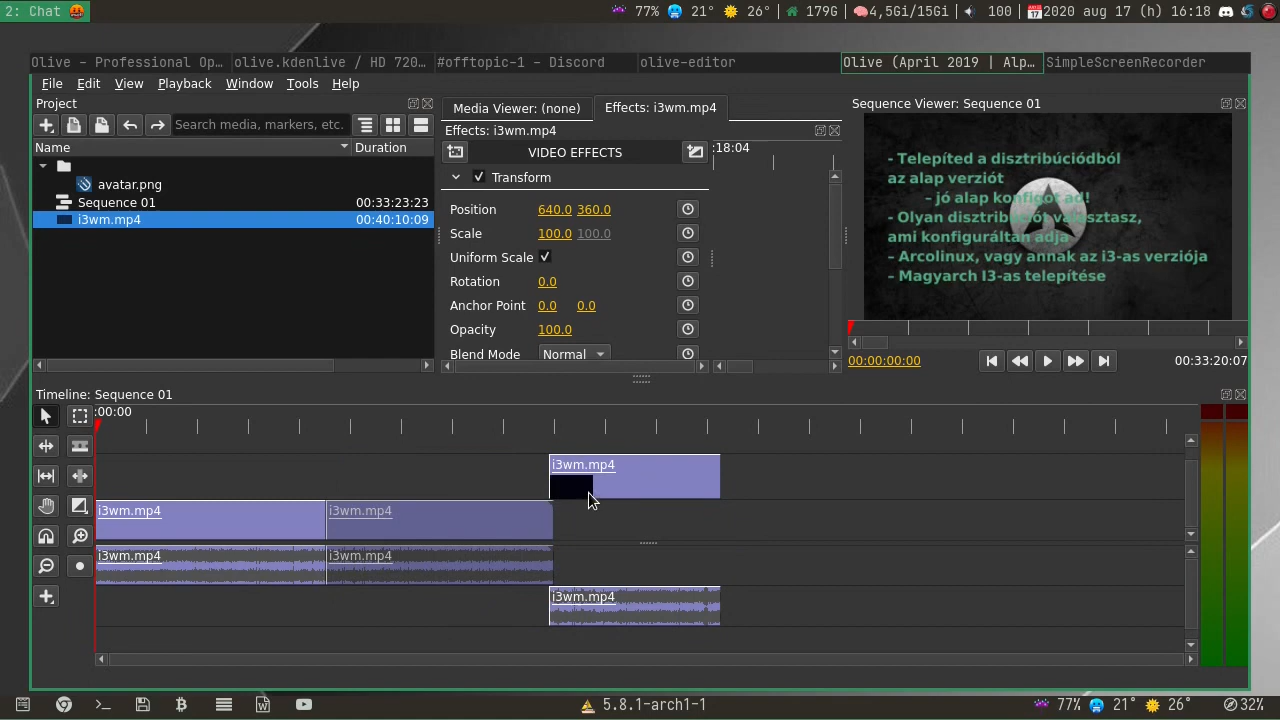 2: Chat
77% 21° 26° 179G 4,5Gi/15Gi 100 2020 aug 17 (h) 16:18
Olive - Professional Op… olive.kdenlive / HD 720… #offtopic-1 - Discord olive-editor Olive (April 2019 | Alp… SimpleScreenRecorder
File Edit View Playback Window Tools Help
Project
Search media, markers, etc.
Name Duration
avatar.png
Sequence 01 00:33:23:23
i3wm.mp4 00:40:10:09
Media Viewer: (none) Effects: i3wm.mp4
Effects: i3wm.mp4
VIDEO EFFECTS :18:04
Transform
Position 640.0 360.0
Scale 100.0 100.0
Uniform Scale
Rotation 0.0
Anchor Point 0.0 0.0
Opacity 100.0
Blend Mode Normal
Sequence Viewer: Sequence 01
- Telepíted a disztribúciódból
az alap verziót
- jó alap konfigot ad!
- Olyan disztribúciót választasz,
ami konfiguráltan adja
- Arcolinux, vagy annak az i3-as verziója
- Magyarch I3-as telepítése
00:00:00:00 00:33:20:07
Timeline: Sequence 01
:00:00
i3wm.mp4
i3wm.mp4 i3wm.mp4
i3wm.mp4 i3wm.mp4
i3wm.mp4
5.8.1-arch1-1 77% 21° 26° 32%